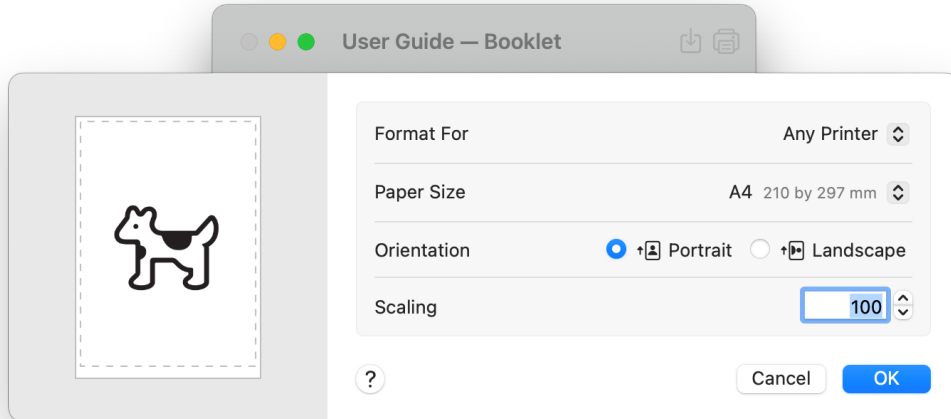 User Guide — Booklet
Format For Any Printer
Paper Size A4 210 by 297 mm
Orientation Portrait Landscape
Scaling 100
? Cancel OK